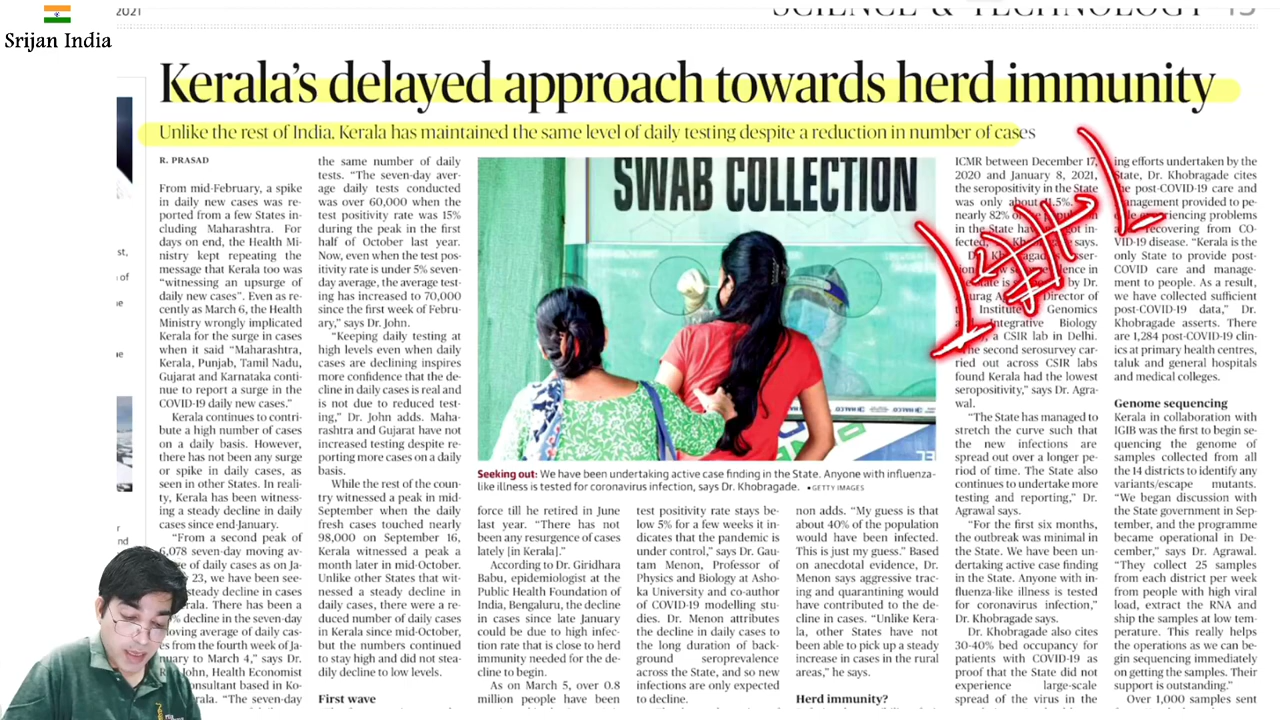 Srijan India
2021
SCIENCE & TECHNOLOGY
Kerala's delayed approach towards herd immunity
Unlike the rest of India, Kerala has maintained the same level of daily testing despite a reduction in number of cases
R. PRASAD
From mid-February, a spike
in daily new cases was re-
ported from a few States in-
cluding Maharashtra. For
days on end, the Health Mi-
nistry kept repeating the
message that Kerala too was
"witnessing an upsurge of
daily new cases". Even as re-
cently as March 6, the Health
Ministry wrongly implicated
Kerala for the surge in cases
when it said "Maharashtra,
Kerala, Punjab, Tamil Nadu,
Gujarat and Karnataka conti-
nue to report a surge in the
COVID-19 daily new cases."
Kerala continues to contri-
bute a high number of cases
on a daily basis. However,
there has not been any surge
or spike in daily cases, as
seen in other States. In reali-
ty, Kerala has been witness-
ing a steady decline in daily
cases since end-January.
"From a second peak of
6,078 seven-day moving av-
of daily cases as on Ja-
23, we have been see-
steady decline in cases
There has been a
decline in the seven-day
moving average of daily cas-
from the fourth week of
to March 4," says Dr.
John, Health Economist
consultant based in Ko-
"The seven-day
the same number of daily
tests. "The seven-day aver-
age daily tests conducted
was over 60,000 when the
test positivity rate was 15%
during the peak in the first
half of October last year.
Now, even when the test pos-
itivity rate is under 5% seven-
day average, the average test-
ing has increased to 70,000
since the first week of Febru-
ary," says Dr. John.
"Keeping daily testing at
high levels even when daily
cases are declining inspires
more confidence that the de-
cline in daily cases is real and
is not due to reduced test-
ing," Dr. John adds. Maha-
rashtra and Gujarat have not
increased testing despite re-
porting more cases on a daily
basis.
While the rest of the coun-
try witnessed a peak in mid-
September when the daily
fresh cases touched nearly
98,000 on September 16,
Kerala witnessed a peak a
month later in mid-October.
Unlike other States that wit-
nessed a steady decline in
daily cases, there were a re-
duced number of daily cases
in Kerala since mid-October,
but the numbers continued
to stay high and did not stea-
dily decline to low levels.
First wave
SWAB COLLECTION
Seeking out: We have been undertaking active case finding in the State. Anyone with influenza-
like illness is tested for coronavirus infection, says Dr. Khobragade. •GETTY IMAGES
force till he retired in June
last year. "There has not
been any resurgence of cases
lately [in Kerala]."
According to Dr. Giridhara
Babu, epidemiologist at the
Public Health Foundation of
India, Bengaluru, the decline
in cases since late January
could be due to high infec-
tion rate that is close to herd
immunity needed for the de-
cline to begin.
As on March 5, over 0.8
million people have been
test positivity rate stays be-
low 5% for a few weeks it in-
dicates that the pandemic is
under control," says Dr. Gau-
tam Menon, Professor of
Physics and Biology at Asho-
ka University and co-author
of COVID-19 modelling stu-
dies. Dr. Menon attributes
the decline in daily cases to
the long duration of back-
ground seroprevalence
across the State, and so new
infections are only expected
to decline.
non adds. "My guess is that
about 40% of the population
would have been infected.
This is just my guess." Based
on anecdotal evidence, Dr.
Menon says aggressive trac-
ing and quarantining would
have contributed to the de-
cline in cases. "Unlike Kera-
la, other States have not
been able to pick up a steady
increase in cases in the rural
areas," he says.
Herd immunity?
ICMR between December 17,
2020 and January 8, 2021,
the seropositivity in the State
was only about 11.5%.
nearly 82% of
in the State have
fected,
says.
in
by Dr.
Director of
Institute Genomics
Integrative Biology
a CSIR lab in Delhi.
"The second serosurvey car-
ried out across CSIR labs
found Kerala had the lowest
seropositivity," says Dr. Agra-
wal.
"The State has managed to
stretch the curve such that
the new infections are
spread out over a longer pe-
riod of time. The State also
continues to undertake more
testing and reporting," Dr.
Agrawal says.
"For the first six months,
the outbreak was minimal in
the State. We have been un-
dertaking active case finding
in the State. Anyone with in-
fluenza-like illness is tested
for coronavirus infection,"
Dr. Khobragade says.
Dr. Khobragade also cites
30-40% bed occupancy for
patients with COVID-19 as
proof that the State did not
experience large-scale
spread of the virus in the
ing efforts undertaken by the
State, Dr. Khobragade cites
the post-COVID-19 care and
management provided to pe-
experiencing problems
recovering from CO-
VID-19 disease. "Kerala is the
only State to provide post-
COVID care and manage-
ment to people. As a result,
we have collected sufficient
post-COVID-19 data," Dr.
Khobragade asserts. There
are 1,284 post-COVID-19 clin-
ics at primary health centres,
taluk and general hospitals
and medical colleges.
Genome sequencing
Kerala in collaboration with
IGIB was the first to begin se-
quencing the genome of
samples collected from all
the 14 districts to identify any
variants/escape mutants.
"We began discussion with
the State government in Sep-
tember, and the programme
became operational in De-
cember," says Dr. Agrawal.
"They collect 25 samples
from each district per week
from people with high viral
load, extract the RNA and
ship the samples at low tem-
perature. This really helps
the operations as we can be-
gin sequencing immediately
on getting the samples. Their
support is outstanding."
Over 1,000 samples sent